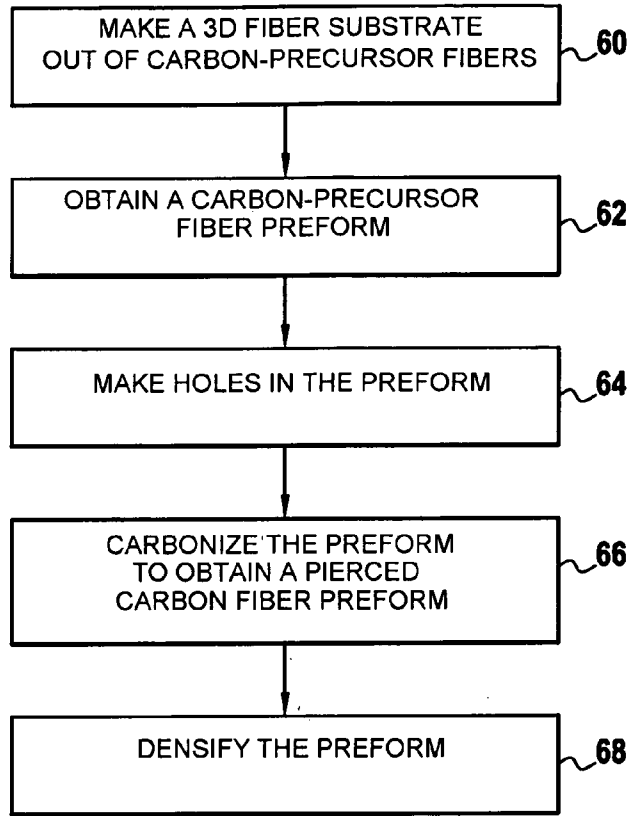 MAKE A 3D FIBER SUBSTRATE
OUT OF CARBON-PRECURSOR FIBERS
60
OBTAIN A CARBON-PRECURSOR
FIBER PREFORM
62
MAKE HOLES IN THE PREFORM
64
CARBONIZE THE PREFORM
TO OBTAIN A PIERCED
CARBON FIBER PREFORM
66
DENSIFY THE PREFORM
68